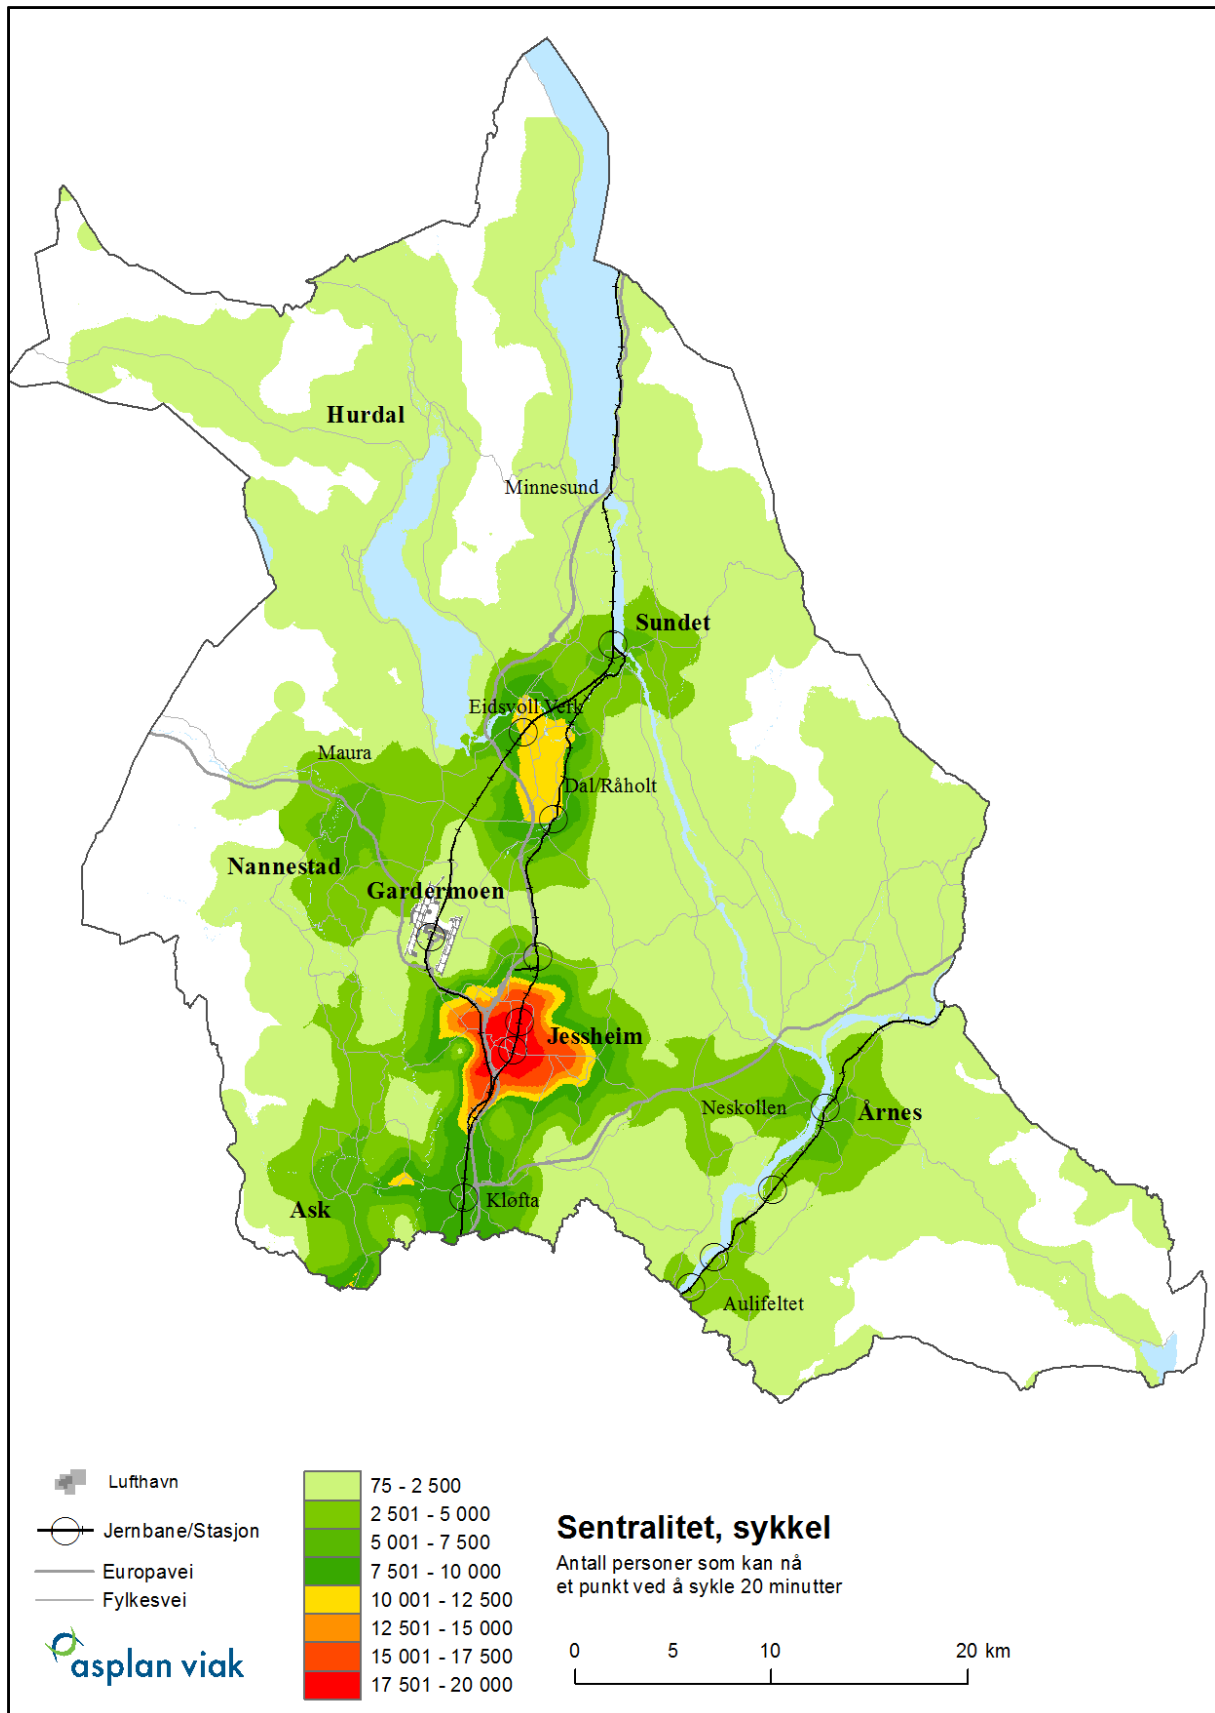 Hurdal
Minnesund
Sundet
Eidsvoll Verk
Maura
Dal/Råholt
Nannestad
Gardermoen
Jessheim
Neskollen
Årnes
Ask
Kløfta
Aulifeltet
Lufthavn
Jernbane/Stasjon
Europavei
Fylkesvei
asplan viak
75 - 2 500
2 501 - 5 000
5 001 - 7 500
7 501 - 10 000
10 001 - 12 500
12 501 - 15 000
15 001 - 17 500
17 501 - 20 000
Sentralitet, sykkel
Antall personer som kan nå
et punkt ved å sykle 20 minutter
0 5 10 20 km